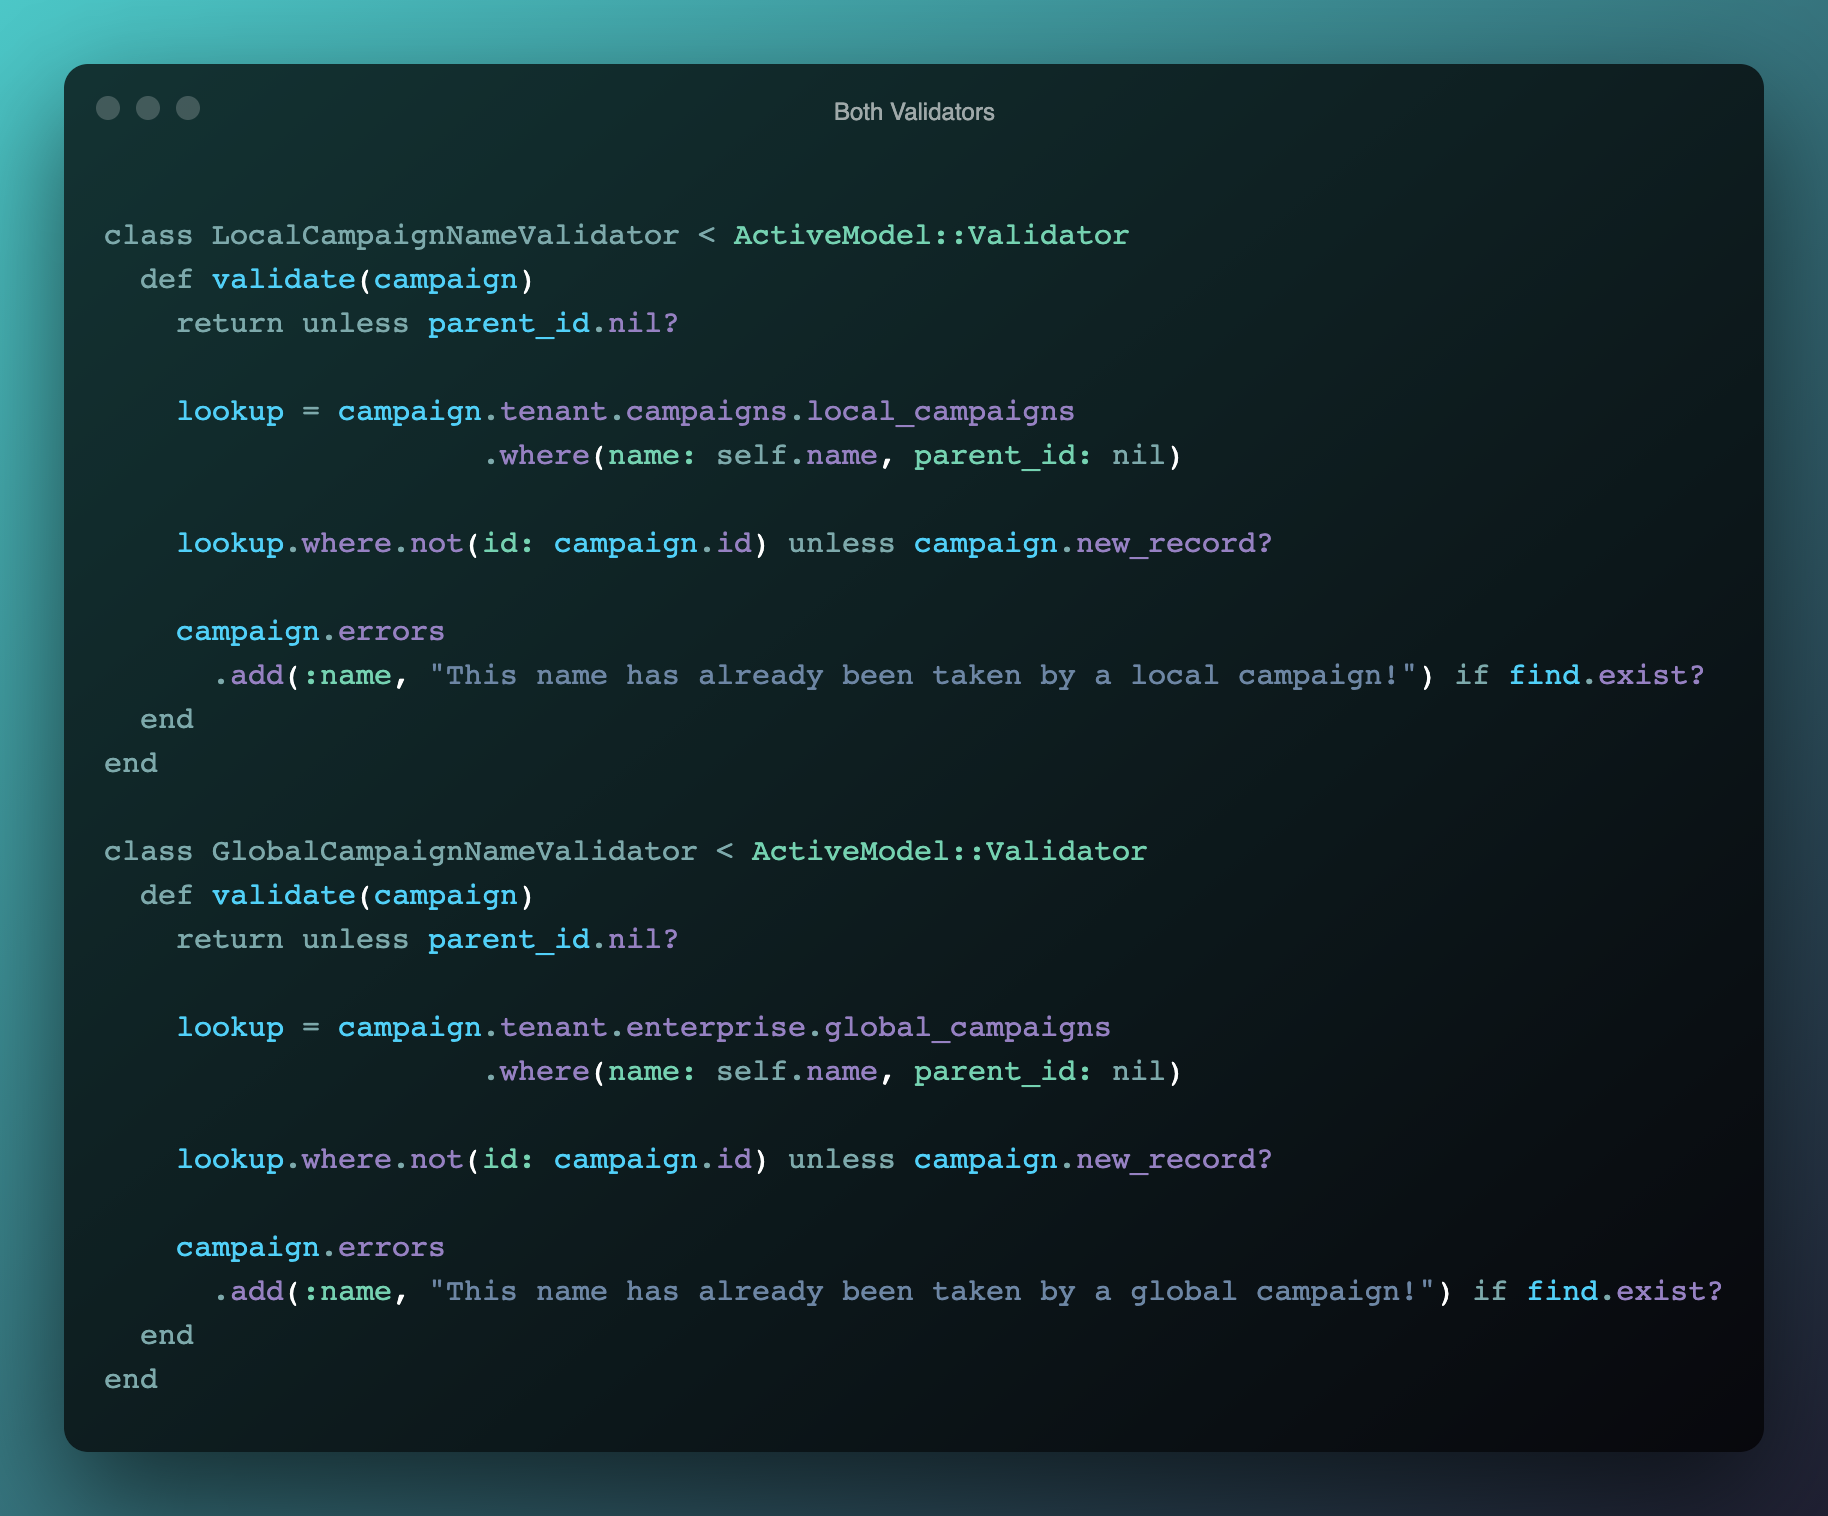 Both Validators
class LocalCampaignNameValidator < ActiveModel::Validator
  def validate(campaign)
    return unless parent_id.nil?
    lookup = campaign.tenant.campaigns.local_campaigns
                     .where(name: self.name, parent_id: nil)
    lookup.where.not(id: campaign.id) unless campaign.new_record?
    campaign.errors
      .add(:name, "This name has already been taken by a local campaign!") if find.exist?
  end
end
class GlobalCampaignNameValidator < ActiveModel::Validator
  def validate(campaign)
    return unless parent_id.nil?
    lookup = campaign.tenant.enterprise.global_campaigns
                     .where(name: self.name, parent_id: nil)
    lookup.where.not(id: campaign.id) unless campaign.new_record?
    campaign.errors
      .add(:name, "This name has already been taken by a global campaign!") if find.exist?
  end
end